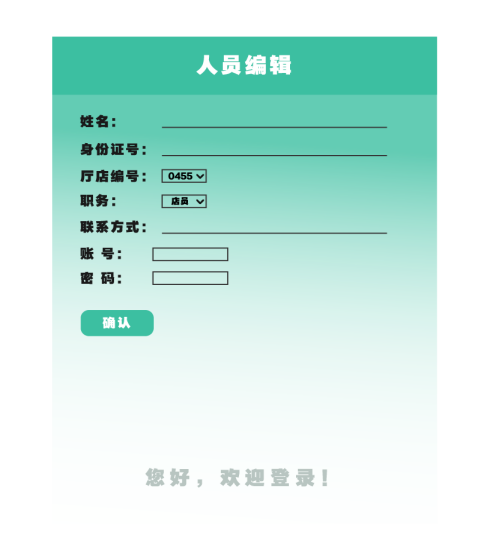 人员编辑
姓名：
身份证号：
厅店编号： 0455
职务： 店员
联系方式：
账 号：
密 码：
确认
您好，欢迎登录！